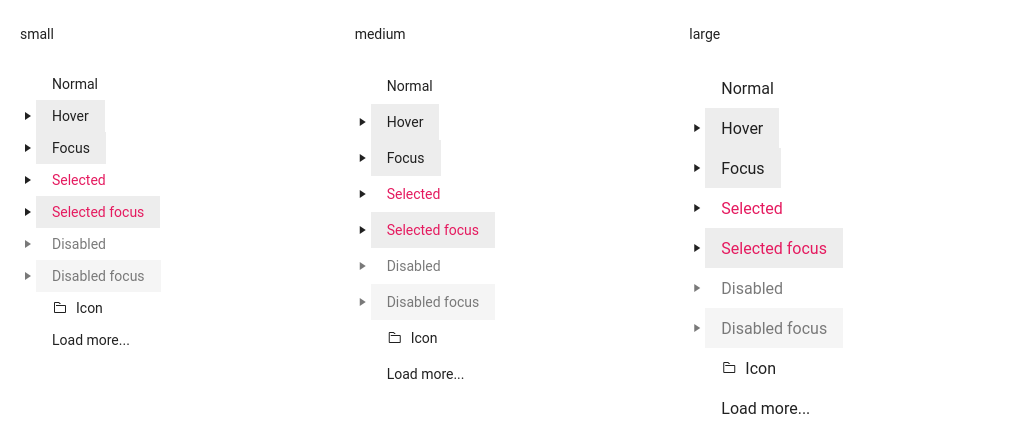 small
Normal
Hover
Focus
Selected
Selected focus
Disabled
Disabled focus
Icon
Load more...
medium
Normal
Hover
Focus
Selected
Selected focus
Disabled
Disabled focus
Icon
Load more...
large
Normal
Hover
Focus
Selected
Selected focus
Disabled
Disabled focus
Icon
Load more...